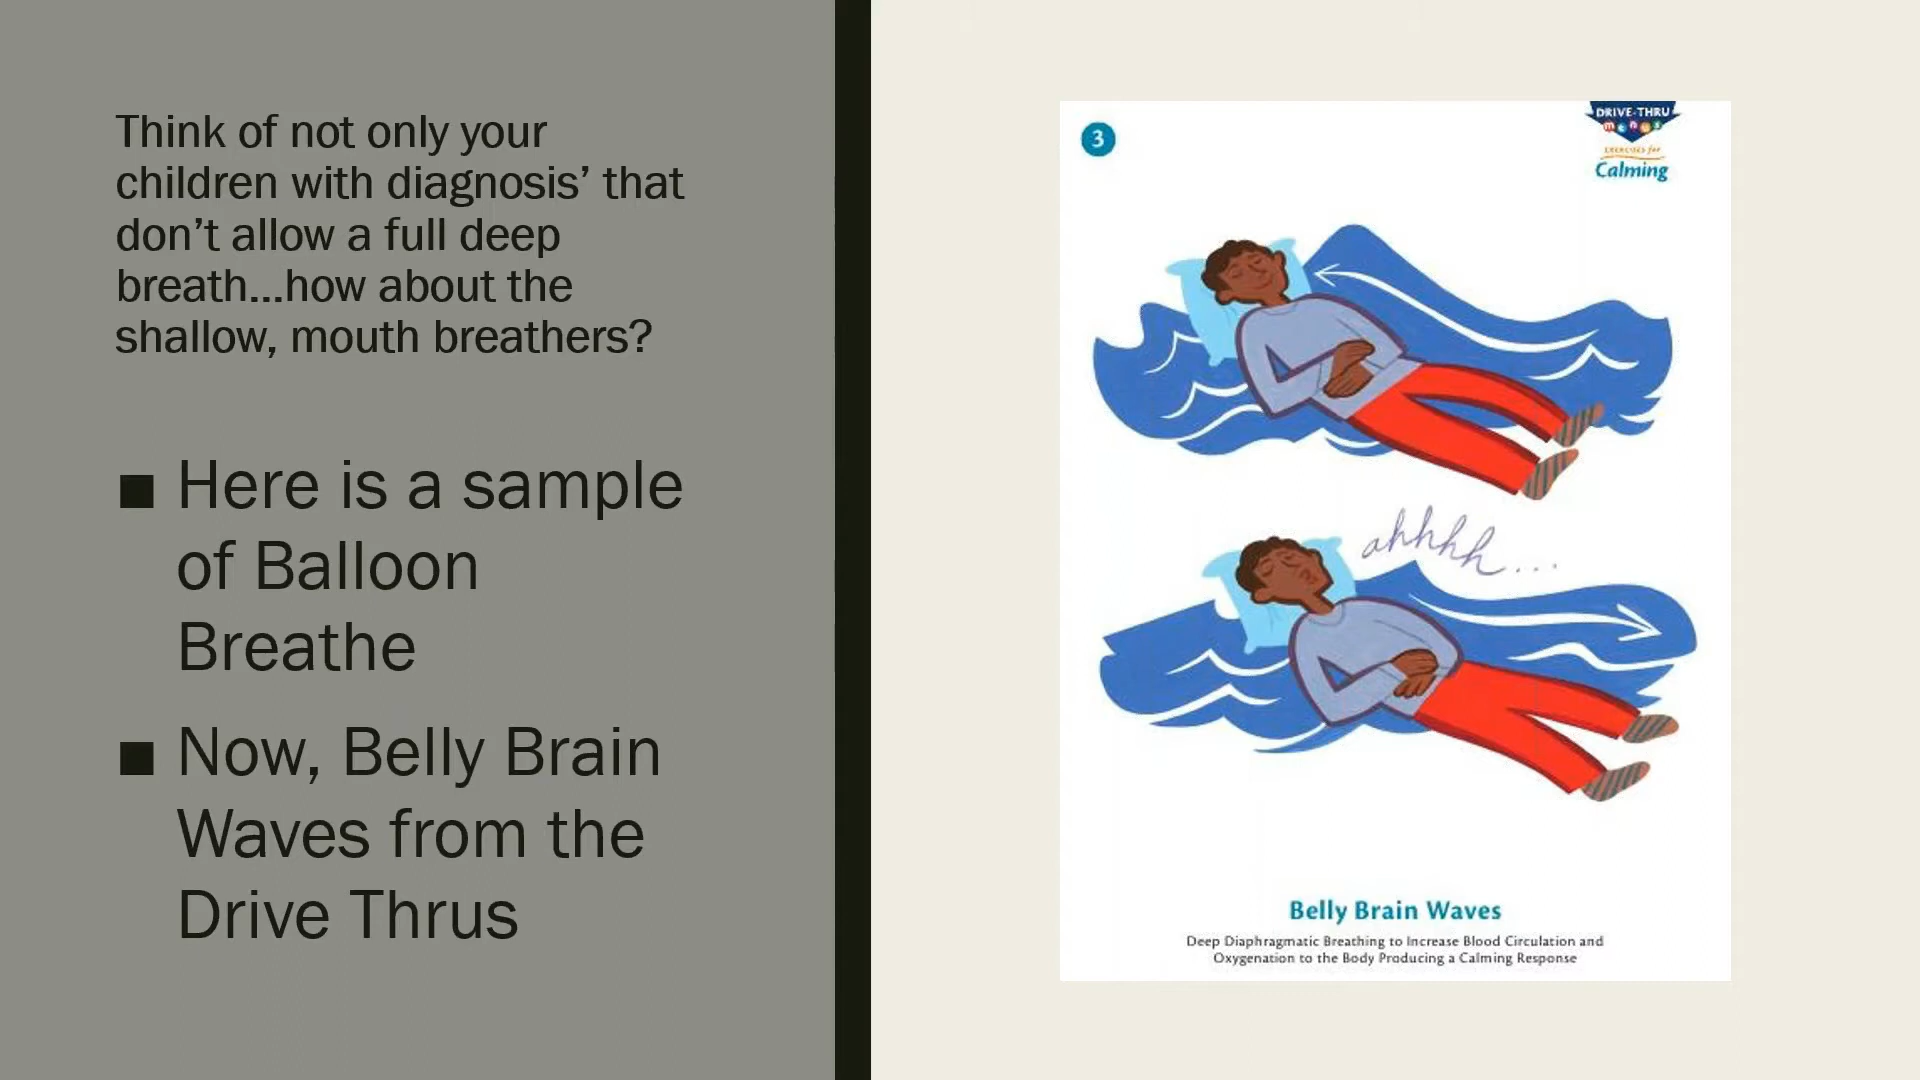 Think of not only your
children with diagnosis’ that
don’t allow a full deep
breath...how about the
shallow, mouth breathers?
■ Here is a sample
of Balloon
Breathe
■ Now, Belly Brain
Waves from the
Drive Thrus
3
DRIVE-THRU
menus
EXERCISES for
Calming
ahhhh...
Belly Brain Waves
Deep Diaphragmatic Breathing to Increase Blood Circulation and
Oxygenation to the Body Producing a Calming Response